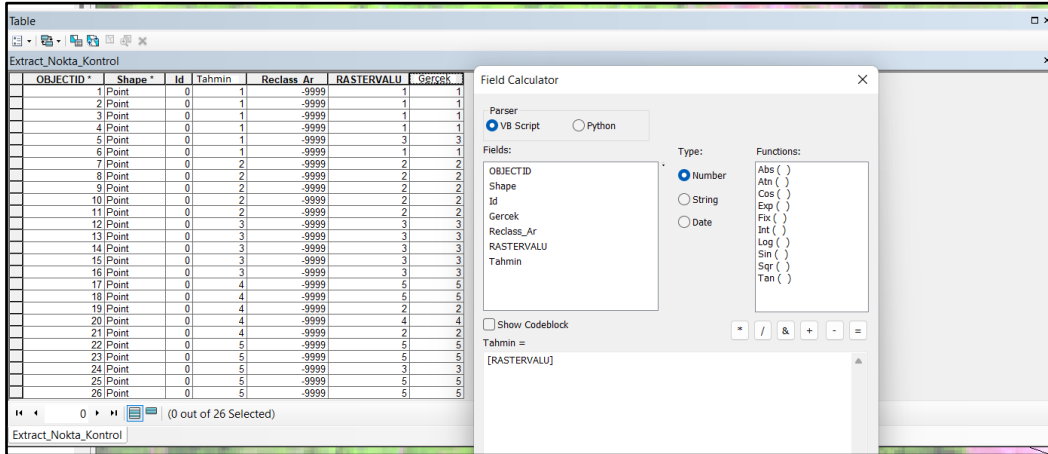 Table
Extract_Nokta_Kontrol
OBJECTID * Shape * Id Tahmin Reclass_Ar RASTERVALU Gerçek
1 Point 0 1 -9999 1 1
2 Point 0 1 -9999 1 1
3 Point 0 1 -9999 1 1
4 Point 0 1 -9999 1 1
5 Point 0 1 -9999 3 3
6 Point 0 1 -9999 1 1
7 Point 0 2 -9999 2 2
8 Point 0 2 -9999 2 2
9 Point 0 2 -9999 2 2
10 Point 0 2 -9999 2 2
11 Point 0 2 -9999 2 2
12 Point 0 3 -9999 3 3
13 Point 0 3 -9999 3 3
14 Point 0 3 -9999 3 3
15 Point 0 3 -9999 3 3
16 Point 0 3 -9999 3 3
17 Point 0 4 -9999 5 5
18 Point 0 4 -9999 5 5
19 Point 0 4 -9999 2 2
20 Point 0 4 -9999 4 4
21 Point 0 4 -9999 2 2
22 Point 0 5 -9999 5 5
23 Point 0 5 -9999 5 5
24 Point 0 5 -9999 3 3
25 Point 0 5 -9999 5 5
26 Point 0 5 -9999 5 5
0 (0 out of 26 Selected)
Extract_Nokta_Kontrol
Field Calculator
Parser
VB Script Python
Fields: Type: Functions:
OBJECTID
Shape
Id
Gercek
Reclass_Ar
RASTERVALU
Tahmin
Number
String
Date
Abs ( )
Atn ( )
Cos ( )
Exp ( )
Fix ( )
Int ( )
Log ( )
Sin ( )
Sqr ( )
Tan ( )
Show Codeblock
* / & + - =
Tahmin =
[RASTERVALU]